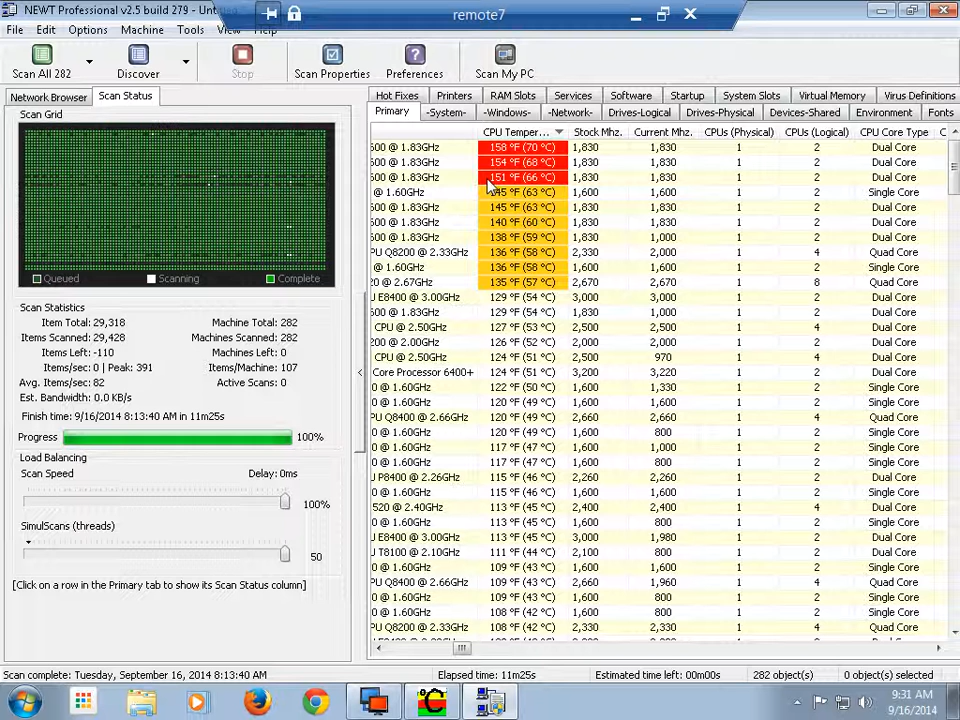 NEWT Professional v2.5 build 279 - Un
remote7
File Edit Options Machine Tools View Help
Scan All 282 Discover Stop Scan Properties Preferences Scan My PC
Network Browser Scan Status
Hot Fixes Printers RAM Slots Services Software Startup System Slots Virtual Memory Virus Definitions
Primary -System- -Windows- -Network- Drives-Logical Drives-Physical Devices-Shared Environment Fonts
Scan Grid
Queued Scanning Complete
Scan Statistics
Item Total: 29,318 Machine Total: 282
Items Scanned: 29,428 Machines Scanned: 282
Items Left: -110 Machines Left: 0
Items/sec: 0 | Peak: 391 Items/Machine: 107
Avg. Items/sec: 82 Active Scans: 0
Est. Bandwidth: 0.0 KB/s
Finish time: 9/16/2014 8:13:40 AM in 11m25s
Progress 100%
Load Balancing
Scan Speed Delay: 0ms
100%
SimulScans (threads)
50
[Click on a row in the Primary tab to show its Scan Status column]
CPU Temper... Stock Mhz. Current Mhz. CPUs (Physical) CPUs (Logical) CPU Core Type C
600 @ 1.83GHz 158 °F (70 °C) 1,830 1,830 1 2 Dual Core
600 @ 1.83GHz 154 °F (68 °C) 1,830 1,830 1 2 Dual Core
600 @ 1.83GHz 151 °F (66 °C) 1,830 1,830 1 2 Dual Core
@ 1.60GHz 145 °F (63 °C) 1,600 1,600 1 2 Single Core
600 @ 1.83GHz 145 °F (63 °C) 1,830 1,830 1 2 Dual Core
600 @ 1.83GHz 140 °F (60 °C) 1,830 1,830 1 2 Dual Core
600 @ 1.83GHz 138 °F (59 °C) 1,830 1,000 1 2 Dual Core
PU Q8200 @ 2.33GHz 136 °F (58 °C) 2,330 2,000 1 4 Quad Core
@ 1.60GHz 136 °F (58 °C) 1,600 1,600 1 2 Single Core
20 @ 2.67GHz 135 °F (57 °C) 2,670 2,670 1 8 Quad Core
U E8400 @ 3.00GHz 129 °F (54 °C) 3,000 3,000 1 2 Dual Core
600 @ 1.83GHz 129 °F (54 °C) 1,830 1,000 1 2 Dual Core
CPU @ 2.50GHz 127 °F (53 °C) 2,500 2,500 1 4 Dual Core
@ 2.00GHz 126 °F (52 °C) 2,000 2,000 1 2 Dual Core
CPU @ 2.50GHz 124 °F (51 °C) 2,500 970 1 4 Dual Core
Core Processor 6400+ 124 °F (51 °C) 3,200 3,220 1 2 Dual Core
0 @ 1.60GHz 122 °F (50 °C) 1,600 1,330 1 2 Single Core
0 @ 1.60GHz 120 °F (49 °C) 1,600 1,600 1 2 Single Core
PU Q8400 @ 2.66GHz 120 °F (49 °C) 2,660 2,660 1 4 Quad Core
0 @ 1.60GHz 120 °F (49 °C) 1,600 800 1 2 Single Core
0 @ 1.60GHz 117 °F (47 °C) 1,600 1,000 1 2 Single Core
0 @ 1.60GHz 117 °F (47 °C) 1,600 800 1 2 Single Core
U P8400 @ 2.26GHz 115 °F (46 °C) 2,260 2,260 1 2 Dual Core
0 @ 1.60GHz 115 °F (46 °C) 1,600 1,600 1 2 Single Core
520 @ 2.40GHz 113 °F (45 °C) 2,400 2,400 1 4 Dual Core
0 @ 1.60GHz 113 °F (45 °C) 1,600 800 1 2 Single Core
U E8400 @ 3.00GHz 113 °F (45 °C) 3,000 1,980 1 2 Dual Core
U T8100 @ 2.10GHz 111 °F (44 °C) 2,100 800 1 2 Dual Core
0 @ 1.60GHz 109 °F (43 °C) 1,600 800 1 2 Single Core
PU Q8400 @ 2.66GHz 109 °F (43 °C) 2,660 1,960 1 4 Quad Core
0 @ 1.60GHz 109 °F (43 °C) 1,600 800 1 2 Single Core
0 @ 1.60GHz 108 °F (42 °C) 1,600 800 1 2 Single Core
PU Q8200 @ 2.33GHz 108 °F (42 °C) 2,330 2,330 1 4 Quad Core
Scan complete: Tuesday, September 16, 2014 8:13:40 AM Elapsed time: 11m25s Estimated time left: 00m00s 282 object(s) 0 object(s) selected
9:31 AM
9/16/2014